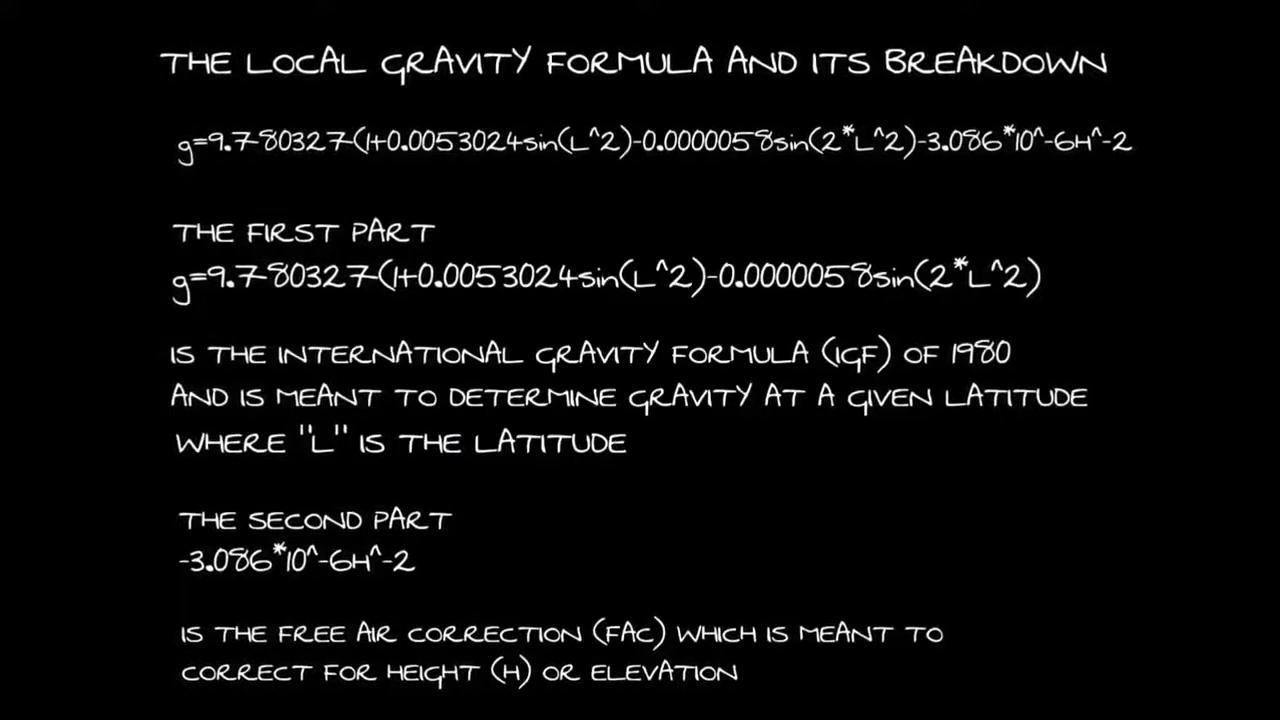 THE LOCAL GRAVITY FORMULA AND ITS BREAKDOWN
g=9.780327(1+0.0053024sin(L^2)-0.0000058sin(2*L^2)-3.086*10^-6H^-2
THE FIRST PART
g=9.780327(1+0.0053024sin(L^2)-0.0000058sin(2*L^2)
IS THE INTERNATIONAL GRAVITY FORMULA (IGF) OF 1980
AND IS MEANT TO DETERMINE GRAVITY AT A GIVEN LATITUDE
WHERE "L" IS THE LATITUDE
THE SECOND PART
-3.086*10^-6H^-2
IS THE FREE AIR CORRECTION (FAC) WHICH IS MEANT TO
CORRECT FOR HEIGHT (H) OR ELEVATION